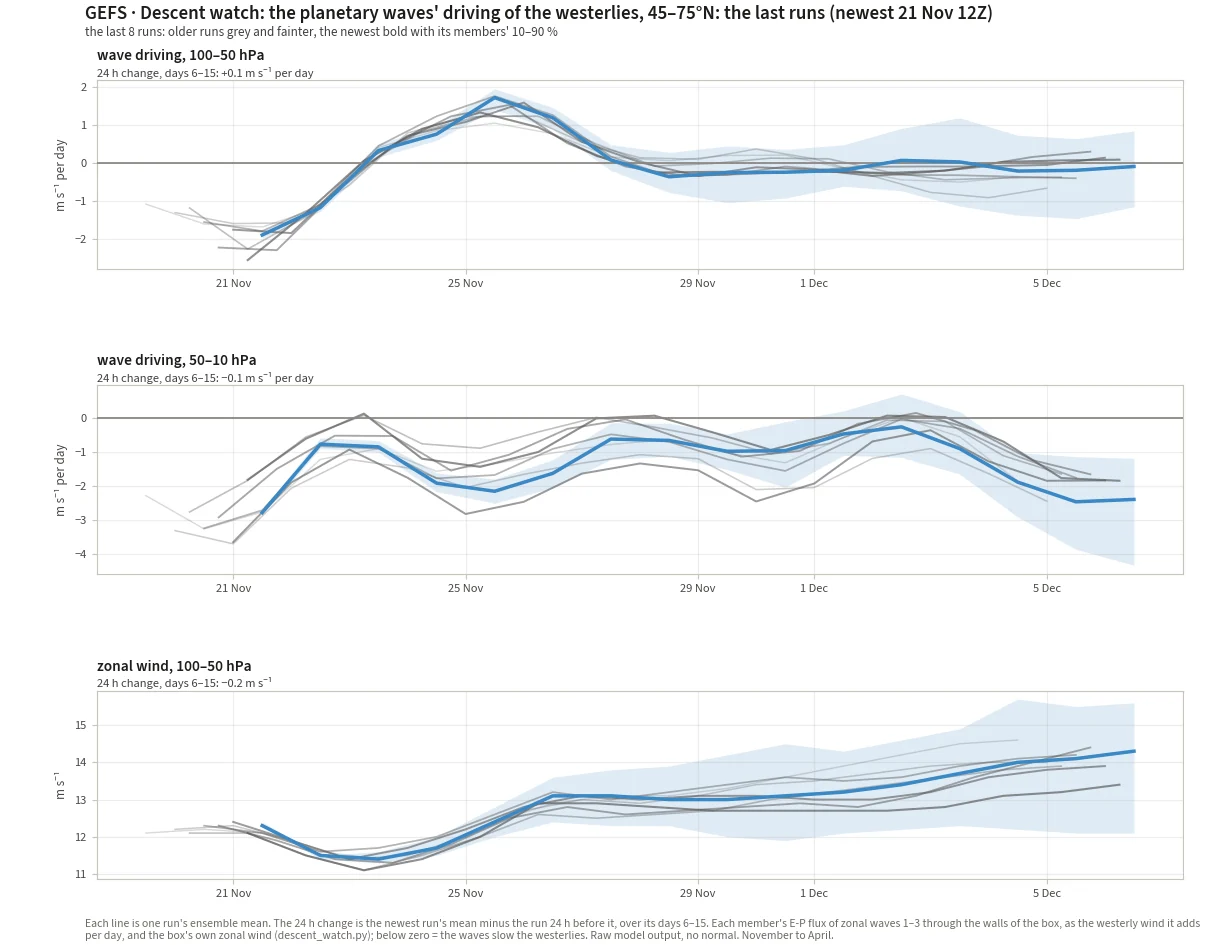 GEFS · Descent watch: the planetary waves' driving of the westerlies, 45–75°N: the last runs (newest 21 Nov 12Z)
the last 8 runs: older runs grey and fainter, the newest bold with its members' 10–90 %
wave driving, 100–50 hPa
24 h change, days 6–15: +0.1 m s⁻¹ per day
m s⁻¹ per day
2
1
0
−1
−2
21 Nov
25 Nov
29 Nov
1 Dec
5 Dec
wave driving, 50–10 hPa
24 h change, days 6–15: −0.1 m s⁻¹ per day
m s⁻¹ per day
0
−1
−2
−3
−4
21 Nov
25 Nov
29 Nov
1 Dec
5 Dec
zonal wind, 100–50 hPa
24 h change, days 6–15: −0.2 m s⁻¹
m s⁻¹
15
14
13
12
11
21 Nov
25 Nov
29 Nov
1 Dec
5 Dec
Each line is one run's ensemble mean. The 24 h change is the newest run's mean minus the run 24 h before it, over its days 6–15. Each member's E-P flux of zonal waves 1–3 through the walls of the box, as the westerly wind it adds
per day, and the box's own zonal wind (descent_watch.py); below zero = the waves slow the westerlies. Raw model output, no normal. November to April.